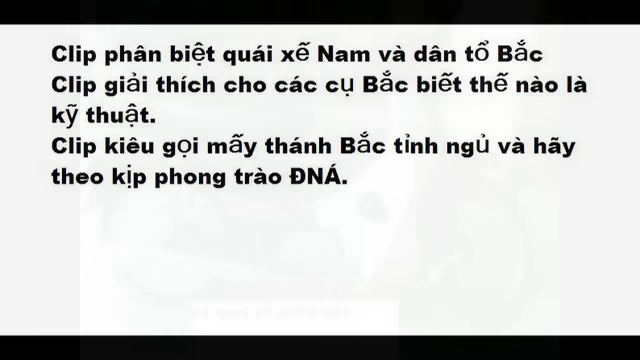 Clip phân biệt quái xế Nam và dân tổ Bắc
Clip giải thích cho các cụ Bắc biết thế nào là
kỹ thuật.
Clip kiêu gọi mấy thánh Bắc tỉnh ngủ và hãy
theo kịp phong trào ĐNÁ.